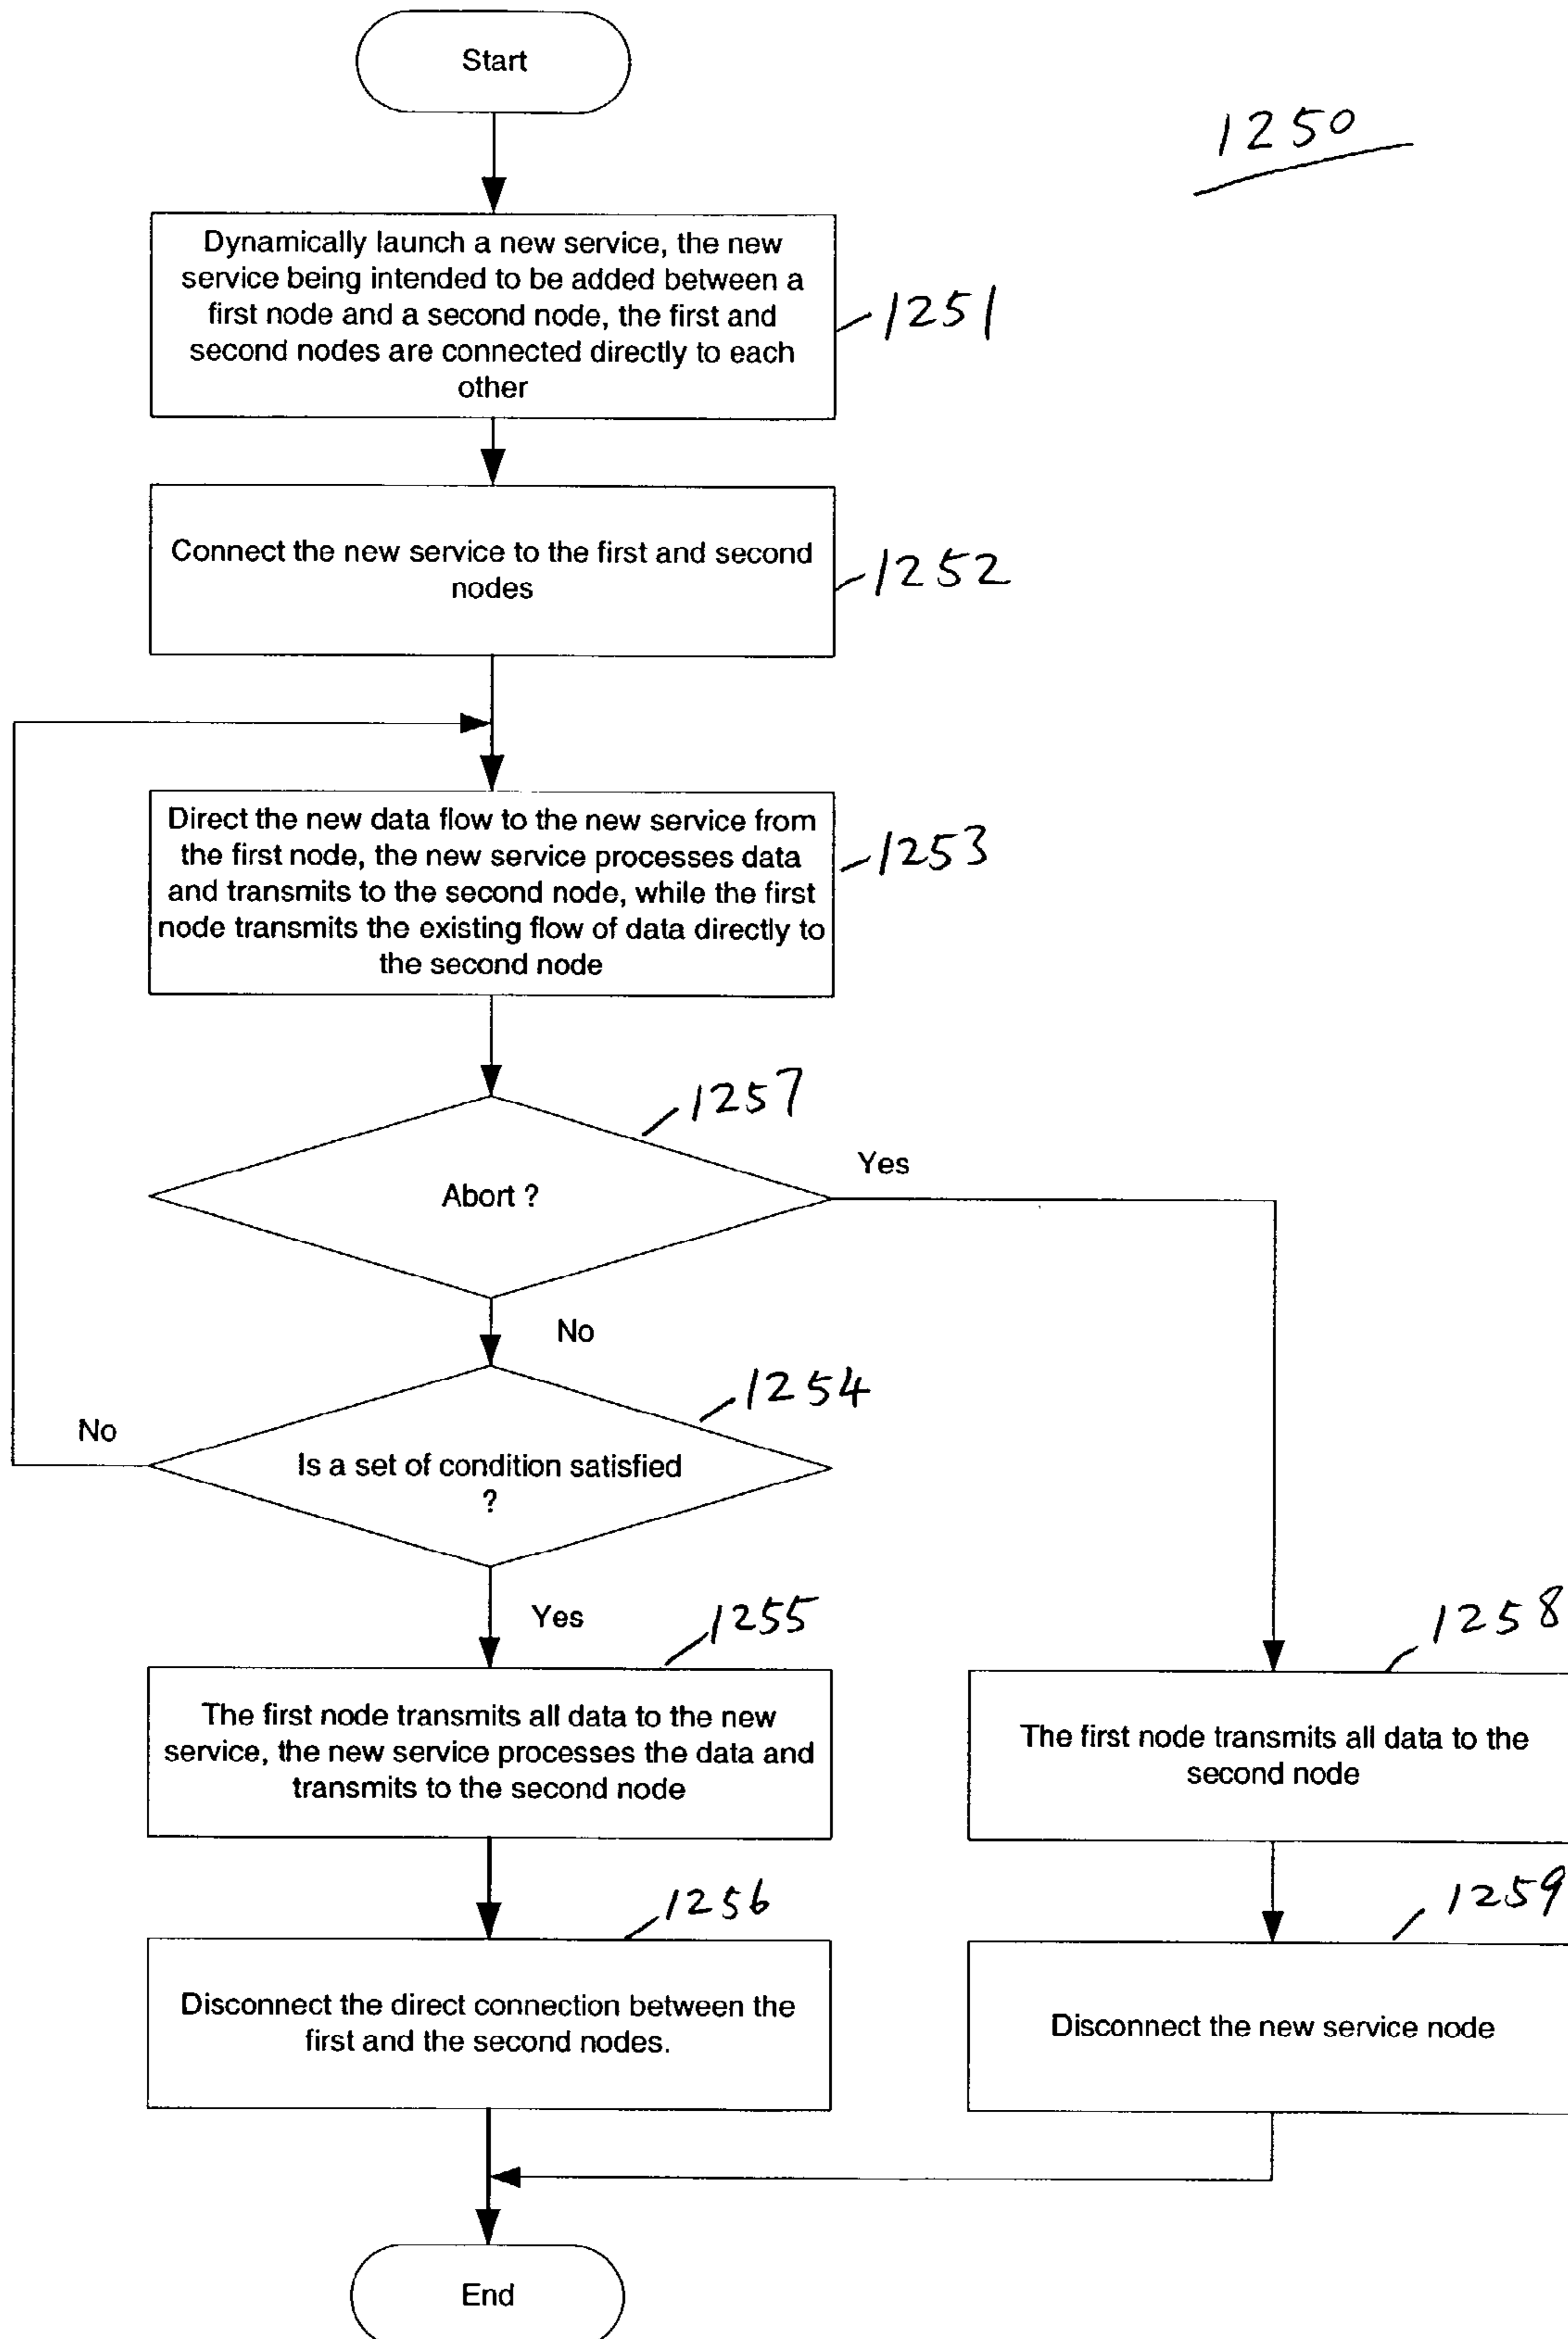 Start
1250
Dynamically launch a new service, the new
service being intended to be added between a
first node and a second node, the first and
second nodes are connected directly to each
other
1251
Connect the new service to the first and second
nodes
1252
Direct the new data flow to the new service from
the first node, the new service processes data
and transmits to the second node, while the first
node transmits the existing flow of data directly to
the second node
1253
1257
Abort ?
Yes
No
1254
No
Is a set of condition satisfied
?
Yes
1255
1258
The first node transmits all data to the new
service, the new service processes the data and
transmits to the second node
The first node transmits all data to the
second node
1256
1259
Disconnect the direct connection between the
first and the second nodes.
Disconnect the new service node
End